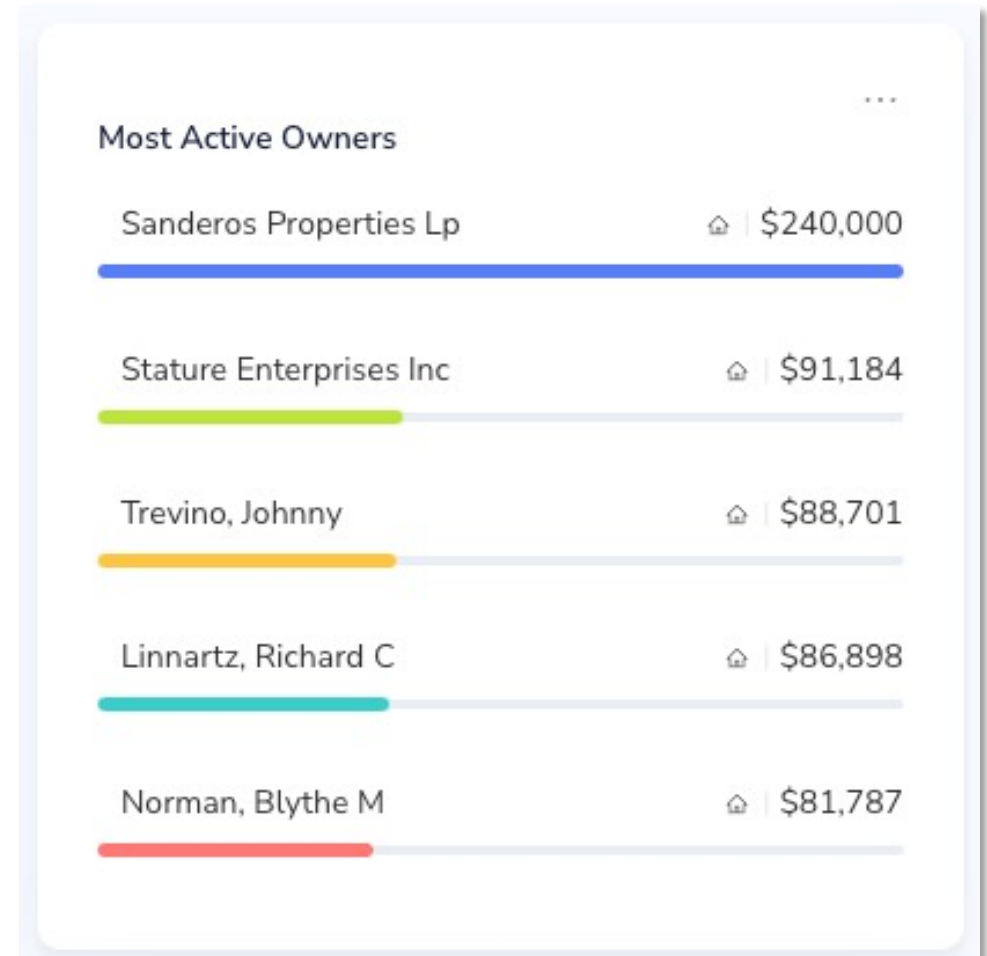 ...
Most Active Owners
Sanderos Properties Lp $240,000
Stature Enterprises Inc $91,184
Trevino, Johnny $88,701
Linnartz, Richard C $86,898
Norman, Blythe M $81,787